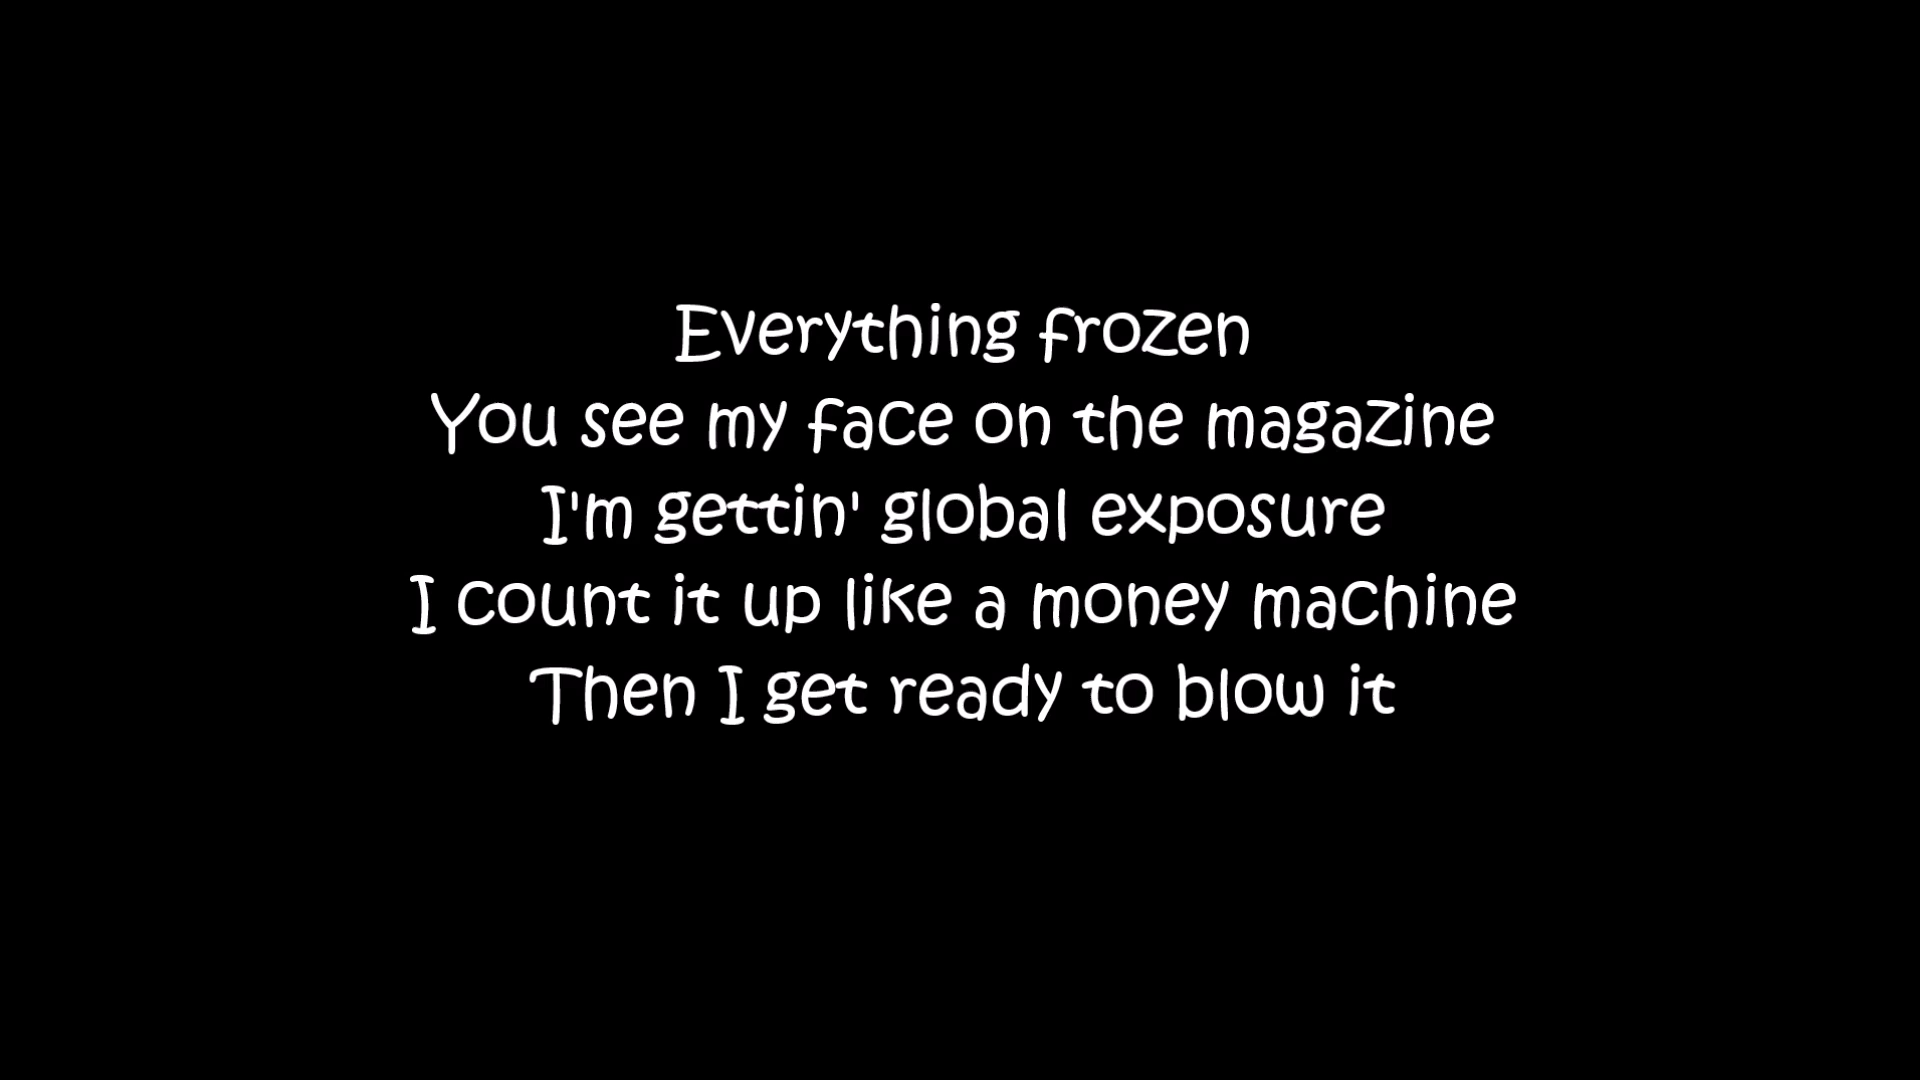 Everything frozen
You see my face on the magazine
I'm gettin' global exposure
I count it up like a money machine
Then I get ready to blow it